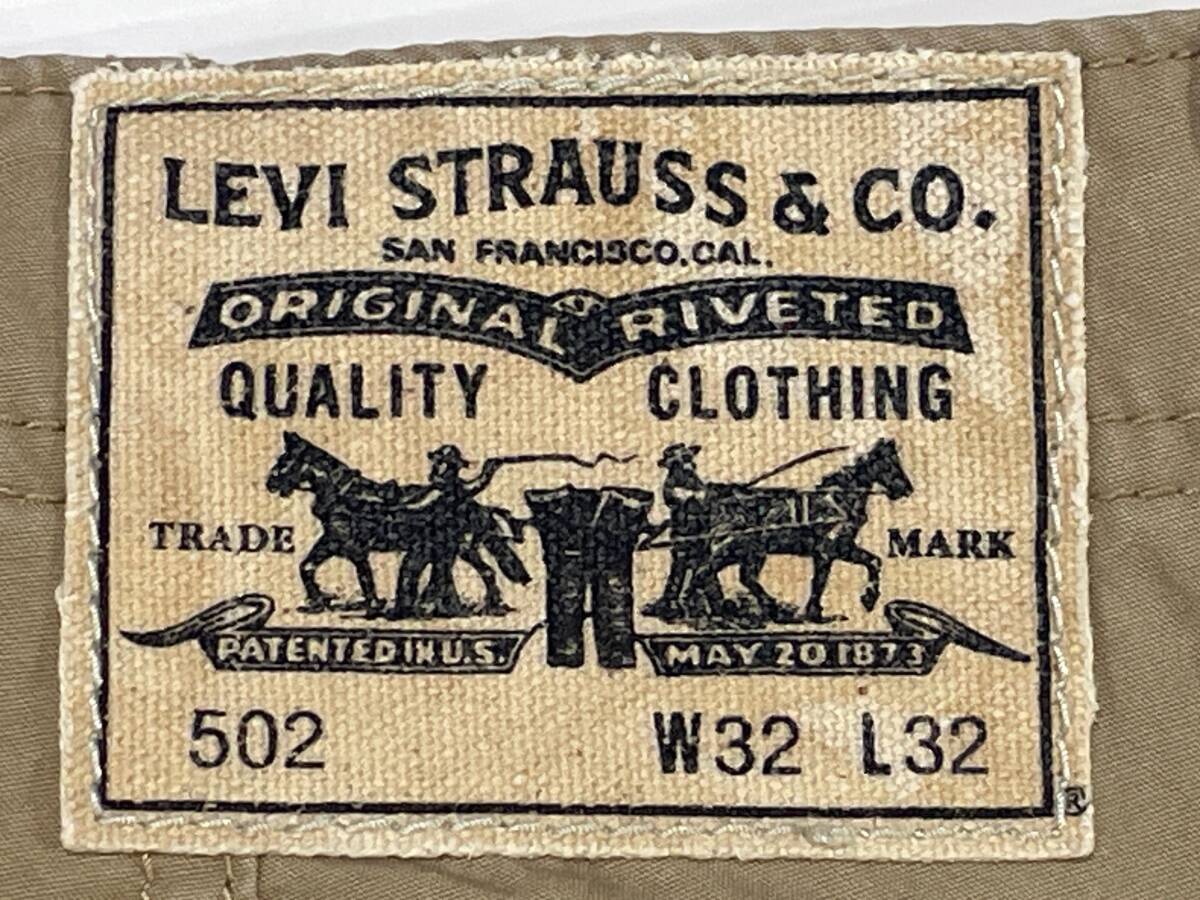 LEVI STRAUSS & CO.
SAN FRANCISCO, CAL.
ORIGINAL RIVETED
QUALITY CLOTHING
TRADE MARK
PATENTED IN U.S. MAY 20 1873
502 W32 L32
®